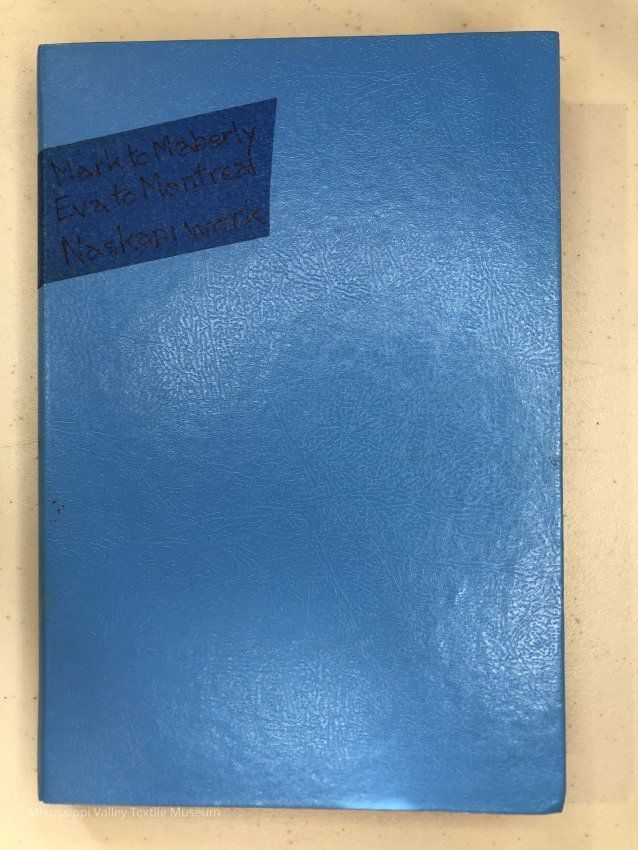 Mark to Maberly
Eva to Montreal
Naskapi work
Mississippi Valley Textile Museum